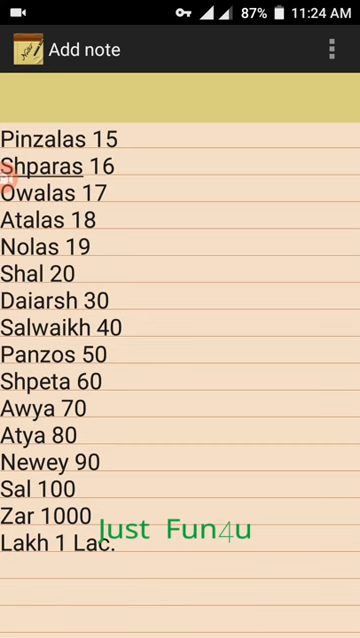 87% 11:24 AM
Add note
Pinzalas 15
Shparas 16
Owalas 17
Atalas 18
Nolas 19
Shal 20
Daiarsh 30
Salwaikh 40
Panzos 50
Shpeta 60
Awya 70
Atya 80
Newey 90
Sal 100
Zar 1000
Just Fun4u
Lakh 1 Lac.